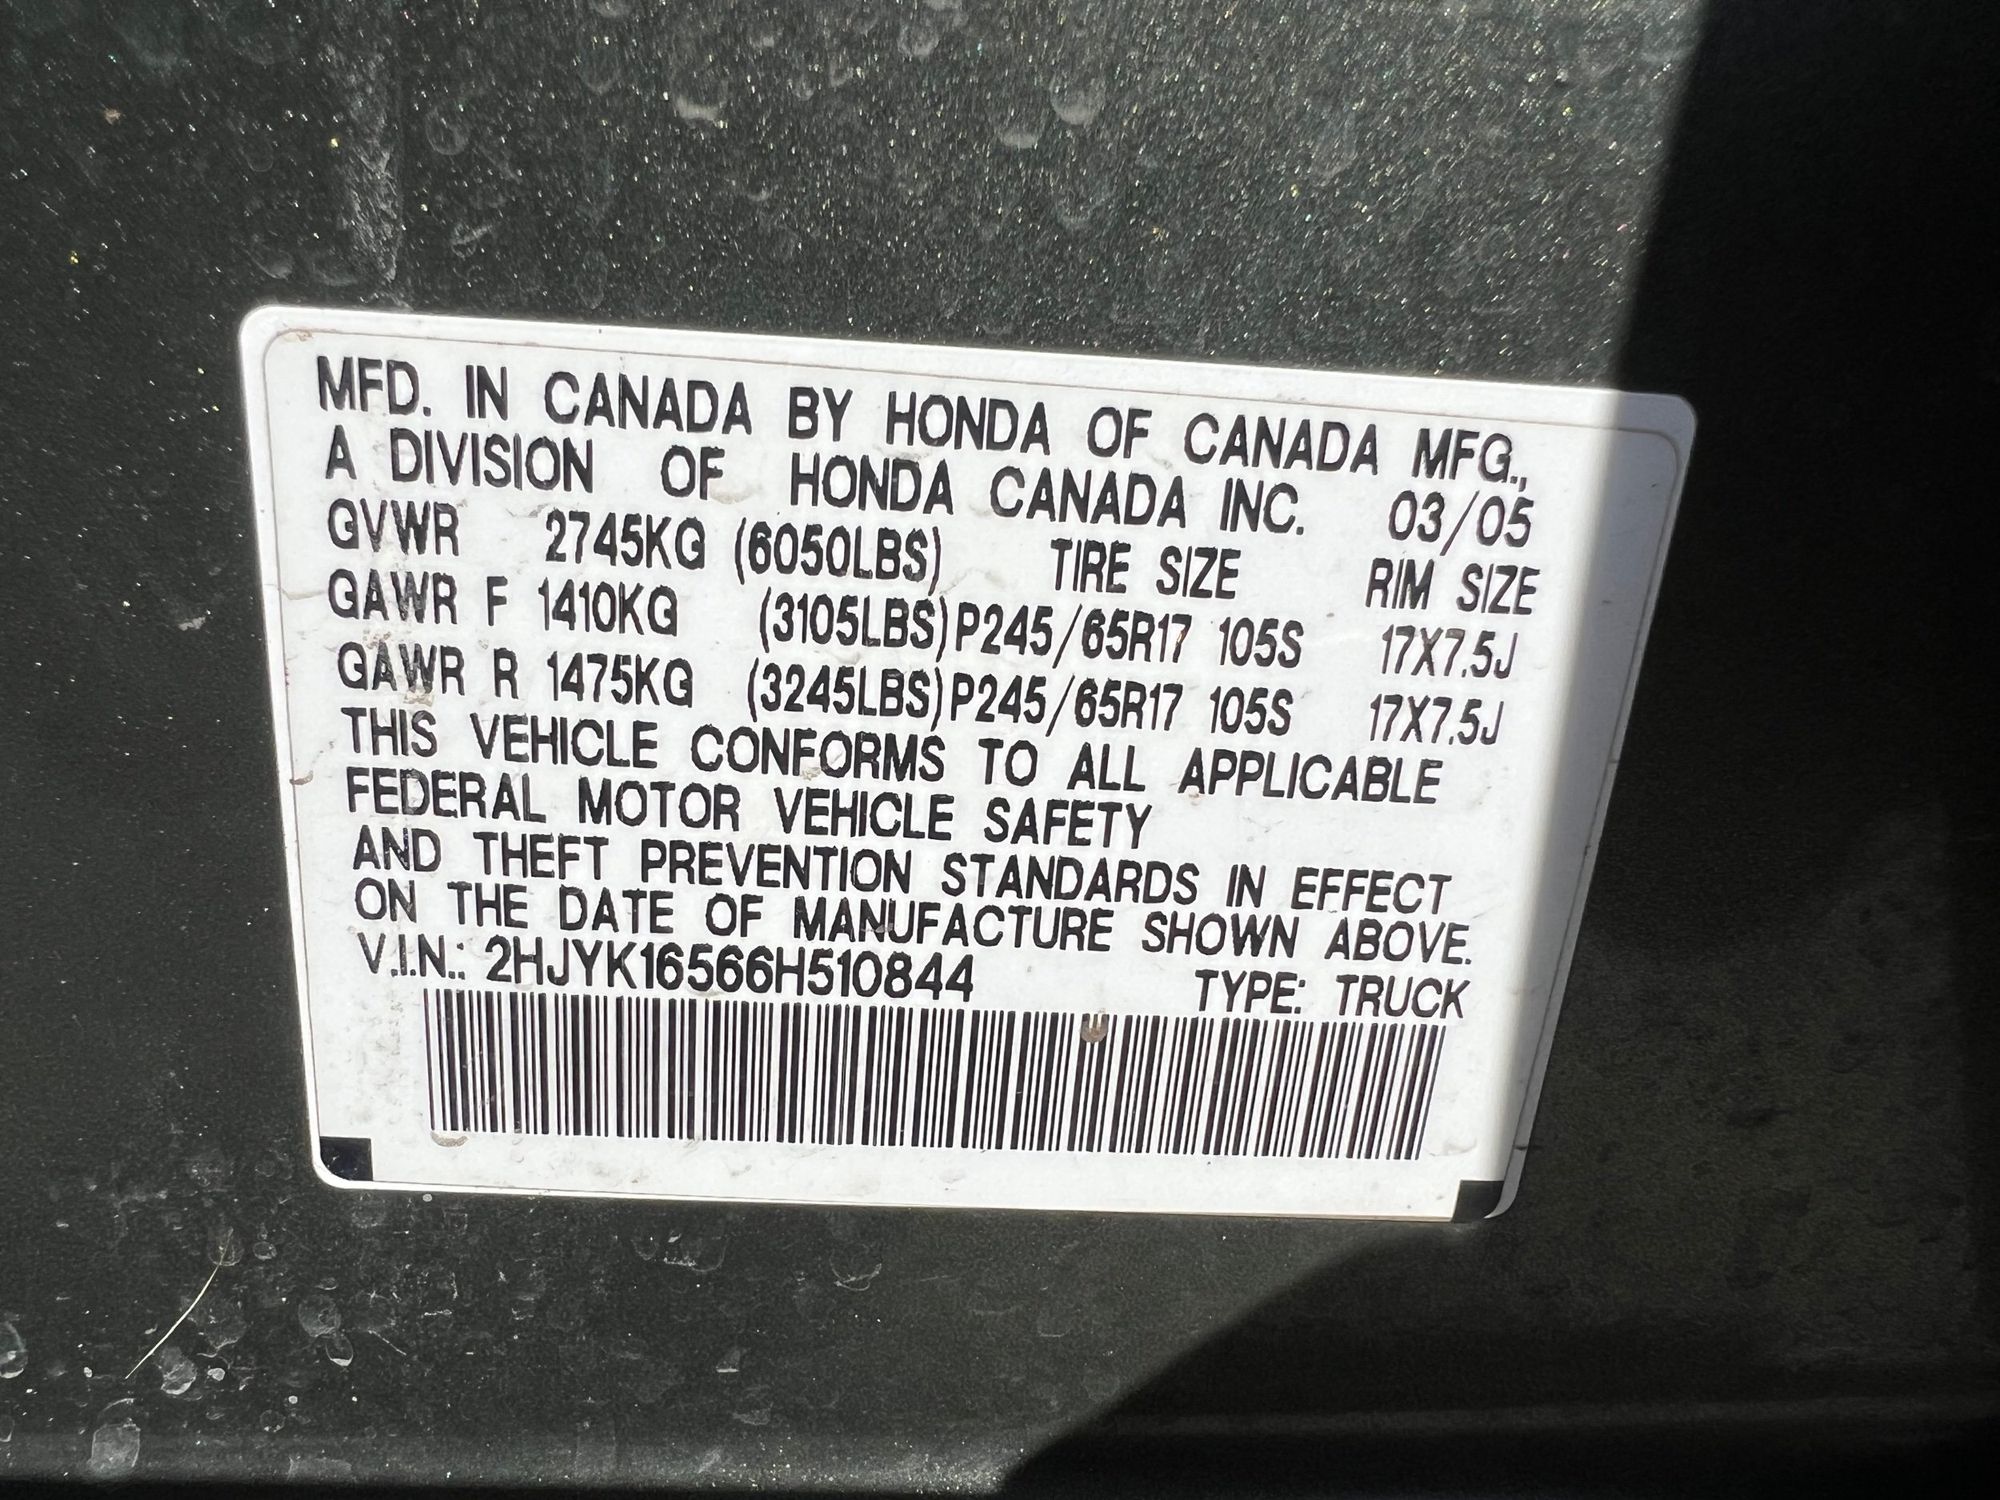 MFD. IN CANADA BY HONDA OF CANADA MFG.,
A DIVISION OF HONDA CANADA INC. 03/05
GVWR 2745KG (6050LBS) TIRE SIZE RIM SIZE
GAWR F 1410KG (3105LBS) P245/65R17 105S 17X7.5J
GAWR R 1475KG (3245LBS) P245/65R17 105S 17X7.5J
THIS VEHICLE CONFORMS TO ALL APPLICABLE
FEDERAL MOTOR VEHICLE SAFETY
AND THEFT PREVENTION STANDARDS IN EFFECT
ON THE DATE OF MANUFACTURE SHOWN ABOVE.
V.I.N.: 2HJYK16566H510844 TYPE: TRUCK